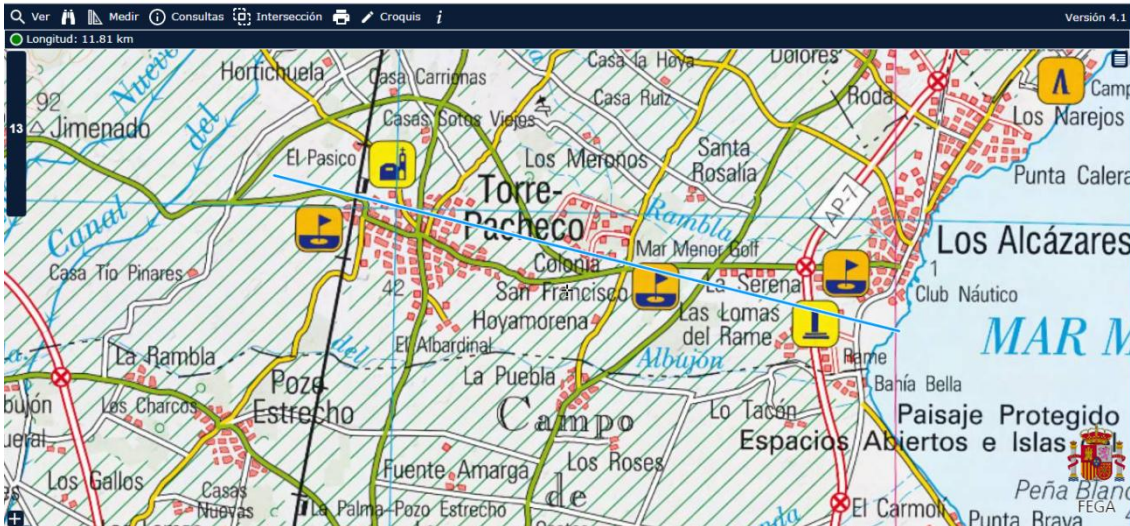 Ver Medir Consultas Intersección Croquis i Versión 4.1
Longitud: 11.81 km
13
92
Jimenado
Nuevo
del
Canal
Hortichuela
Casa Carrionas
Casas Sotos Viejos
El Pasico
Casa la Hoya
Casa Ruiz
Dolores
Roda
Camp
Los Narejos
Los Meroños
Santa
Rosalía
Punta Calera
Torre-
Pacheco
Rambla
AP-7
Los Alcázares
Mar Menor Golf
Casa Tío Pinares
Colonia
San Francisco
La Serena
1
Club Náutico
42
Hoyamorena
Las Lomas
del Rame
MAR M
del
El Albardinal
Albujón
La Rambla
Rame
La Puebla
Bahía Bella
Pozo
Estrecho
bujón
Los Charcos
Campo
Lo Tacón
Paisaje Protegido
Espacios Abiertos e Islas
ueral
Los Gallos
Casas
Nuevas
Fuente Amarga
Los Roses
de
La Palma-Pozo Estrecho
Peña Blanc
FEGA
El Carmolí
Punta Brava